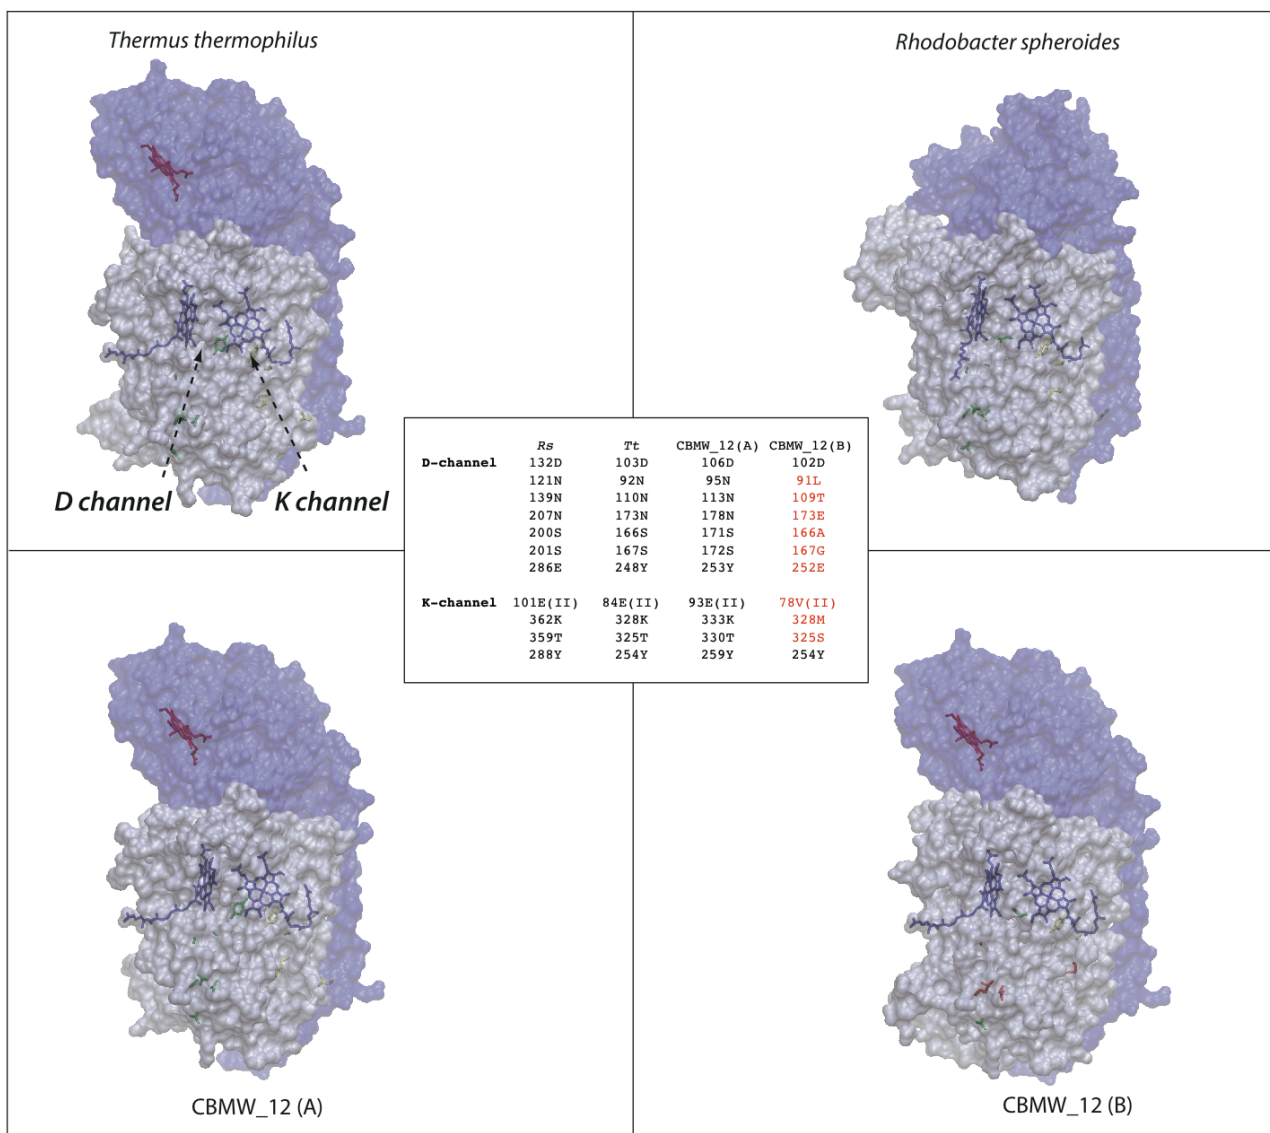 Thermus thermophilus
Rhodobacter spheroides
D channel
K channel
Rs Tt CBMW_12(A) CBMW_12(B)
D-channel 132D 103D 106D 102D
121N 92N 95N 91L
139N 110N 113N 109T
207N 173N 178N 173E
200S 166S 171S 166A
201S 167S 172S 167G
286E 248Y 253Y 252E
K-channel 101E(II) 84E(II) 93E(II) 78V(II)
362K 328K 333K 328M
359T 325T 330T 325S
288Y 254Y 259Y 254Y
CBMW_12 (A)
CBMW_12 (B)